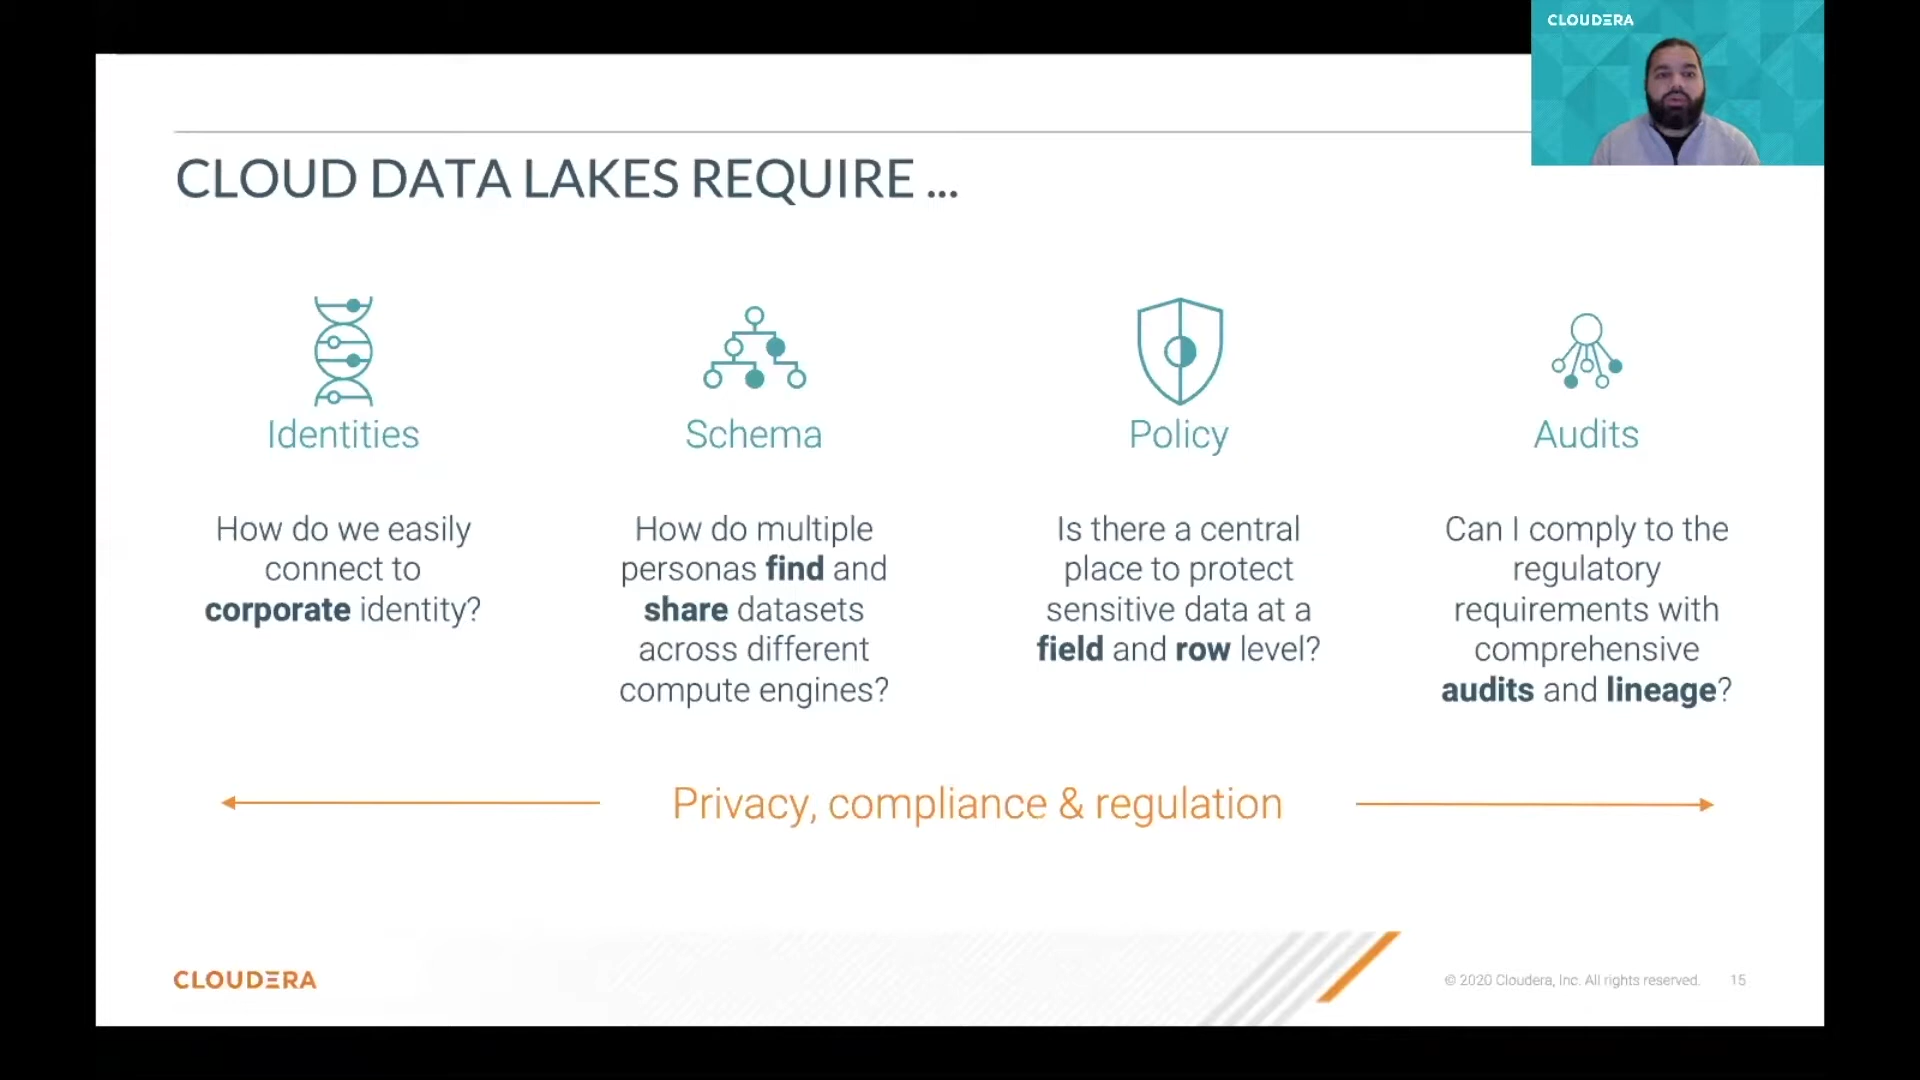 CLOUDERA
CLOUD DATA LAKES REQUIRE ...
Identities
How do we easily
connect to
corporate identity?
Schema
How do multiple
personas find and
share datasets
across different
compute engines?
Policy
Is there a central
place to protect
sensitive data at a
field and row level?
Audits
Can I comply to the
regulatory
requirements with
comprehensive
audits and lineage?
Privacy, compliance & regulation
CLOUDERA
© 2020 Cloudera, Inc. All rights reserved. 15